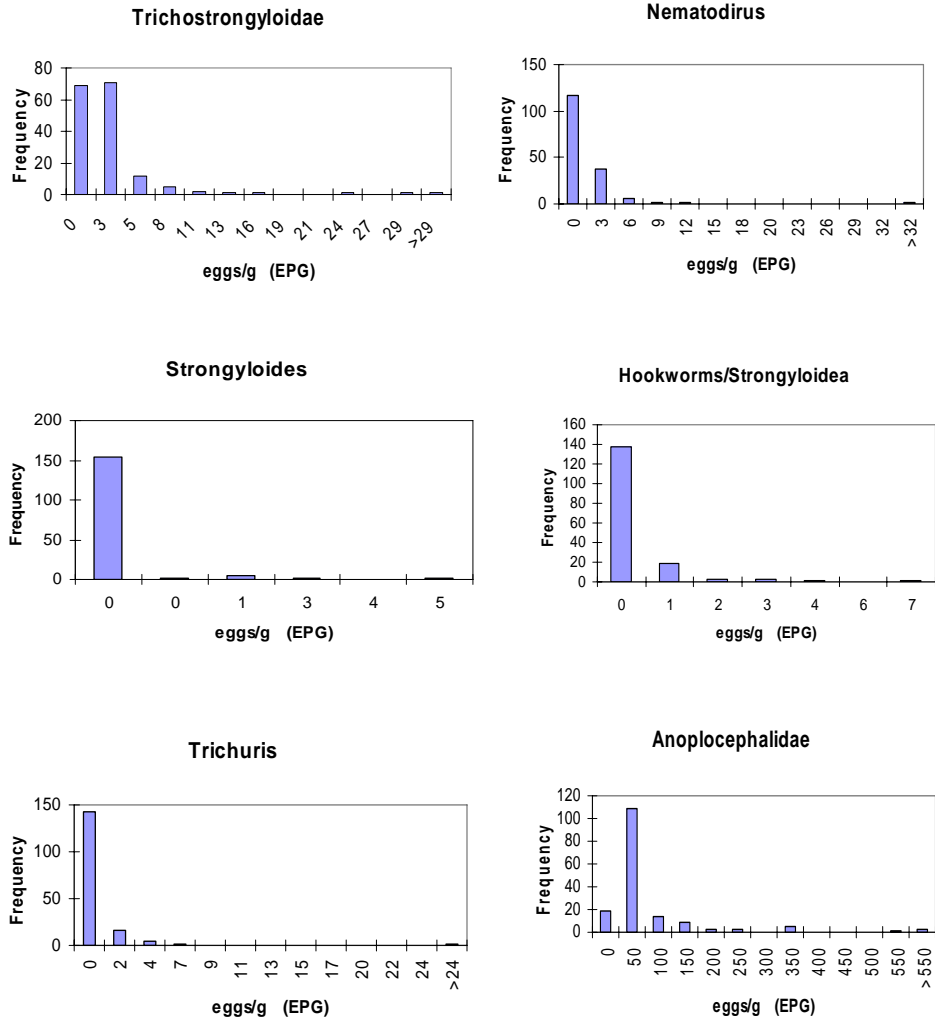 Trichostrongyloidae
80
60
40
20
0
Frequency
0 3 5 8 11 13 16 19 21 24 27 29 >29
eggs/g (EPG)
Nematodirus
150
100
50
0
Frequency
0 3 6 9 12 15 18 20 23 26 29 32 >32
eggs/g (EPG)
Strongyloides
200
150
100
50
0
Frequency
0 0 1 3 4 5
eggs/g (EPG)
Hookworms/Strongyloidea
160
140
120
100
80
60
40
20
0
Frequency
0 1 2 3 4 6 7
eggs/g (EPG)
Trichuris
150
100
50
0
Frequency
0 2 4 7 9 11 13 15 17 20 22 24 >24
eggs/g (EPG)
Anoplocephalidae
120
100
80
60
40
20
0
Frequency
0 50 100 150 200 250 300 350 400 450 500 550 >550
eggs/g (EPG)